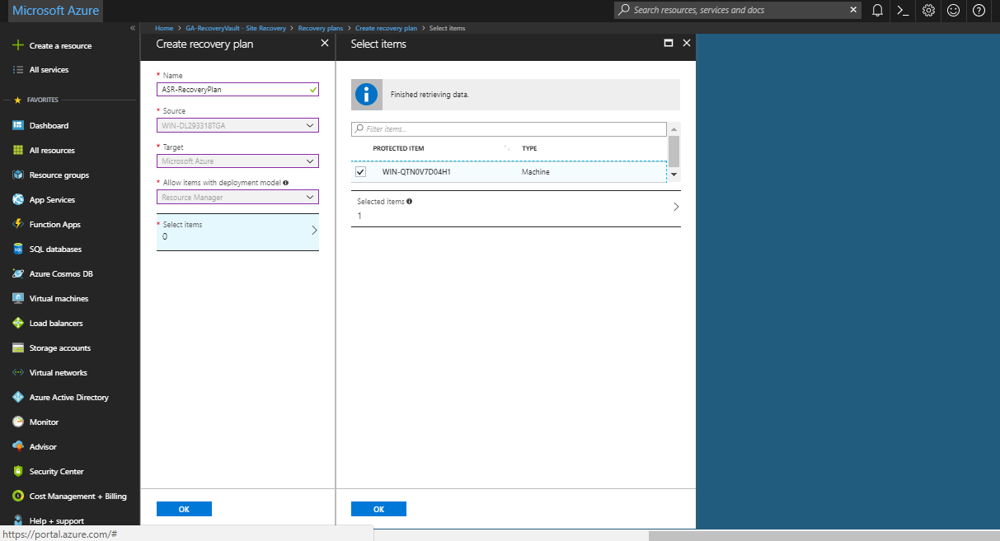 Microsoft Azure
Search resources, services and docs
Home > GA-RecoveryVault - Site Recovery > Recovery plans > Create recovery plan > Select items
Create a resource
All services
FAVORITES
Dashboard
All resources
Resource groups
App Services
Function Apps
SQL databases
Azure Cosmos DB
Virtual machines
Load balancers
Storage accounts
Virtual networks
Azure Active Directory
Monitor
Advisor
Security Center
Cost Management + Billing
Help + support
https://portal.azure.com/#
Create recovery plan
* Name
ASR-RecoveryPlan
* Source
WIN-DL293318TGA
* Target
Microsoft Azure
* Allow items with deployment model
Resource Manager
* Select items
0
OK
Select items
Finished retrieving data.
Filter items...
PROTECTED ITEM TYPE
WIN-QTN0V7D04H1 Machine
Selected items
1
OK